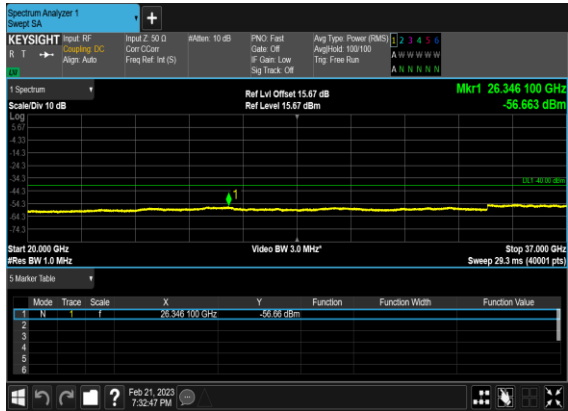 Spectrum Analyzer 1
Swept SA
+
KEYSIGHT Input: RF Input Z: 50 Ω #Atten: 10 dB PNO: Fast Avg Type: Power (RMS) 1 2 3 4 5 6
R T Coupling: DC Corr CCorr Gate: Off Avg|Hold: 100/100 A W W W W W
Align: Auto Freq Ref: Int (S) IF Gain: Low Trig: Free Run
LW Sig Track: Off A N N N N N
1 Spectrum
Scale/Div 10 dB
Ref Lvl Offset 15.67 dB
Ref Level 15.67 dBm
Mkr1 26.346 100 GHz
-56.663 dBm
Log
5.67
-4.33
-14.3
-24.3
-34.3
DL1 -40.00 dBm
-44.3
1
-54.3
-64.3
-74.3
Start 20.000 GHz Video BW 3.0 MHz* Stop 37.000 GHz
#Res BW 1.0 MHz Sweep 29.3 ms (40001 pts)
5 Marker Table
Mode Trace Scale X Y Function Function Width Function Value
1 N 1 f 26.346 100 GHz -56.66 dBm
2
3
4
5
6
? Feb 21, 2023
7:32:47 PM